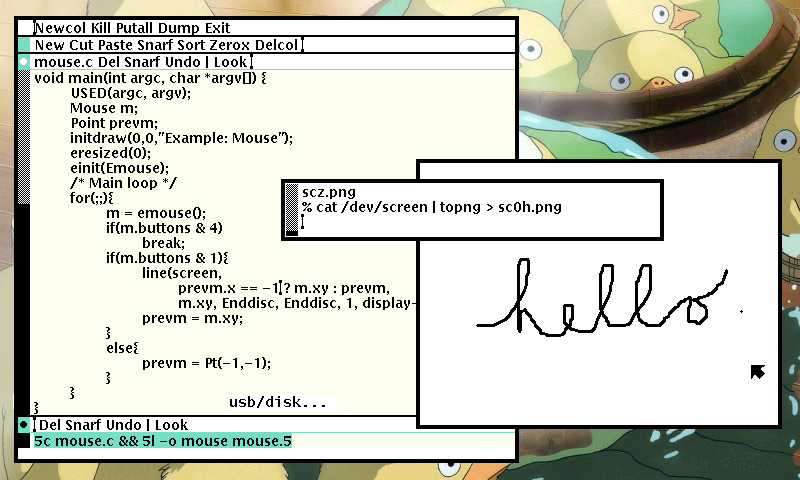 Newcol Kill Putall Dump Exit
New Cut Paste Snarf Sort Zerox Delcol
mouse.c Del Snarf Undo | Look
void main(int argc, char *argv[]) {
USED(argc, argv);
Mouse m;
Point prevm;
initdraw(0,0,"Example: Mouse");
eresized(0);
einit(Emouse);
/* Main loop */
for(;;){
m = emouse();
if(m.buttons & 4)
break;
if(m.buttons & 1){
line(screen,
prevm.x == -1 ? m.xy : prevm,
m.xy, Enddisc, Enddisc, 1, display-
prevm = m.xy;
}
else{
prevm = Pt(-1,-1);
}
}
}
usb/disk...
Del Snarf Undo | Look
5c mouse.c && 5l -o mouse mouse.5
scz.png
% cat /dev/screen | topng > sc0h.png
hello